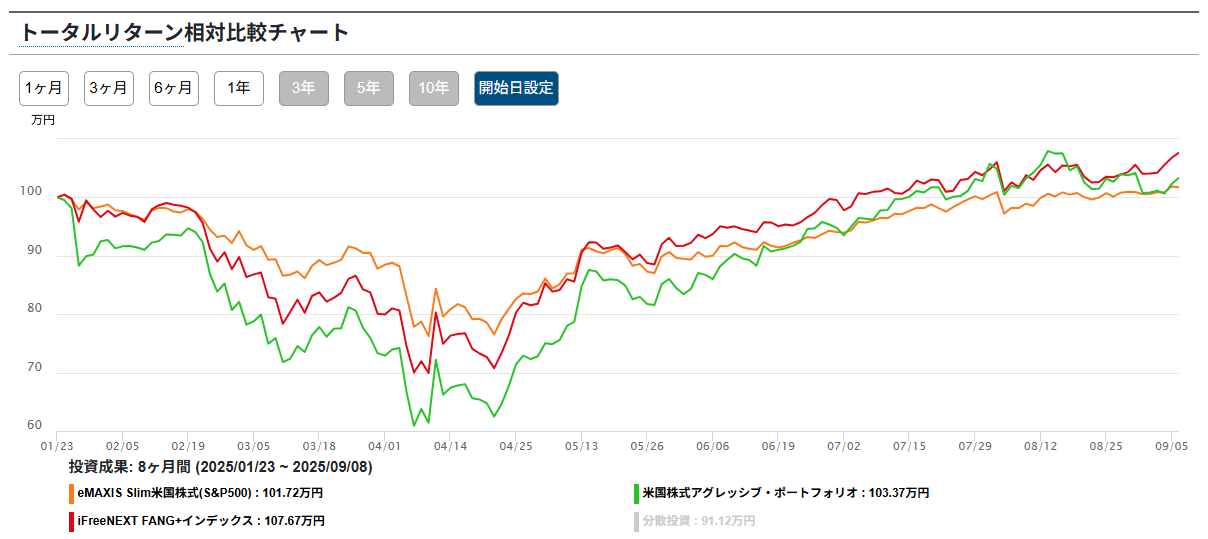 トータルリターン相対比較チャート
1ヶ月 3ヶ月 6ヶ月 1年 3年 5年 10年 開始日設定
万円
100
90
80
70
60
01/23 02/05 02/19 03/05 03/18 04/01 04/14 04/25 05/13 05/26 06/06 06/19 07/02 07/15 07/29 08/12 08/25 09/05
投資成果: 8ヶ月間 (2025/01/23 ~ 2025/09/08)
eMAXIS Slim米国株式(S&P500) : 101.72万円 米国株式アグレッシブ・ポートフォリオ : 103.37万円
iFreeNEXT FANG+インデックス : 107.67万円 分散投資 : 91.12万円